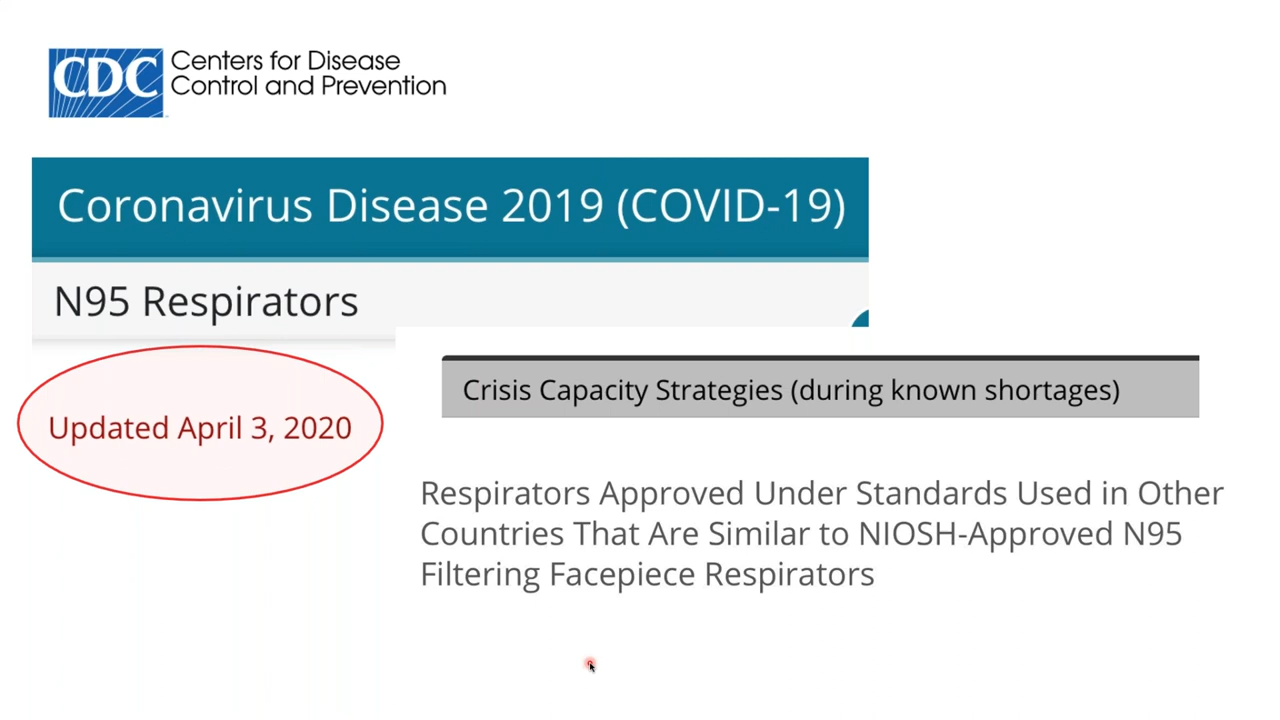 CDC
Centers for Disease
Control and Prevention
Coronavirus Disease 2019 (COVID-19)
N95 Respirators
Updated April 3, 2020
Crisis Capacity Strategies (during known shortages)
Respirators Approved Under Standards Used in Other
Countries That Are Similar to NIOSH-Approved N95
Filtering Facepiece Respirators